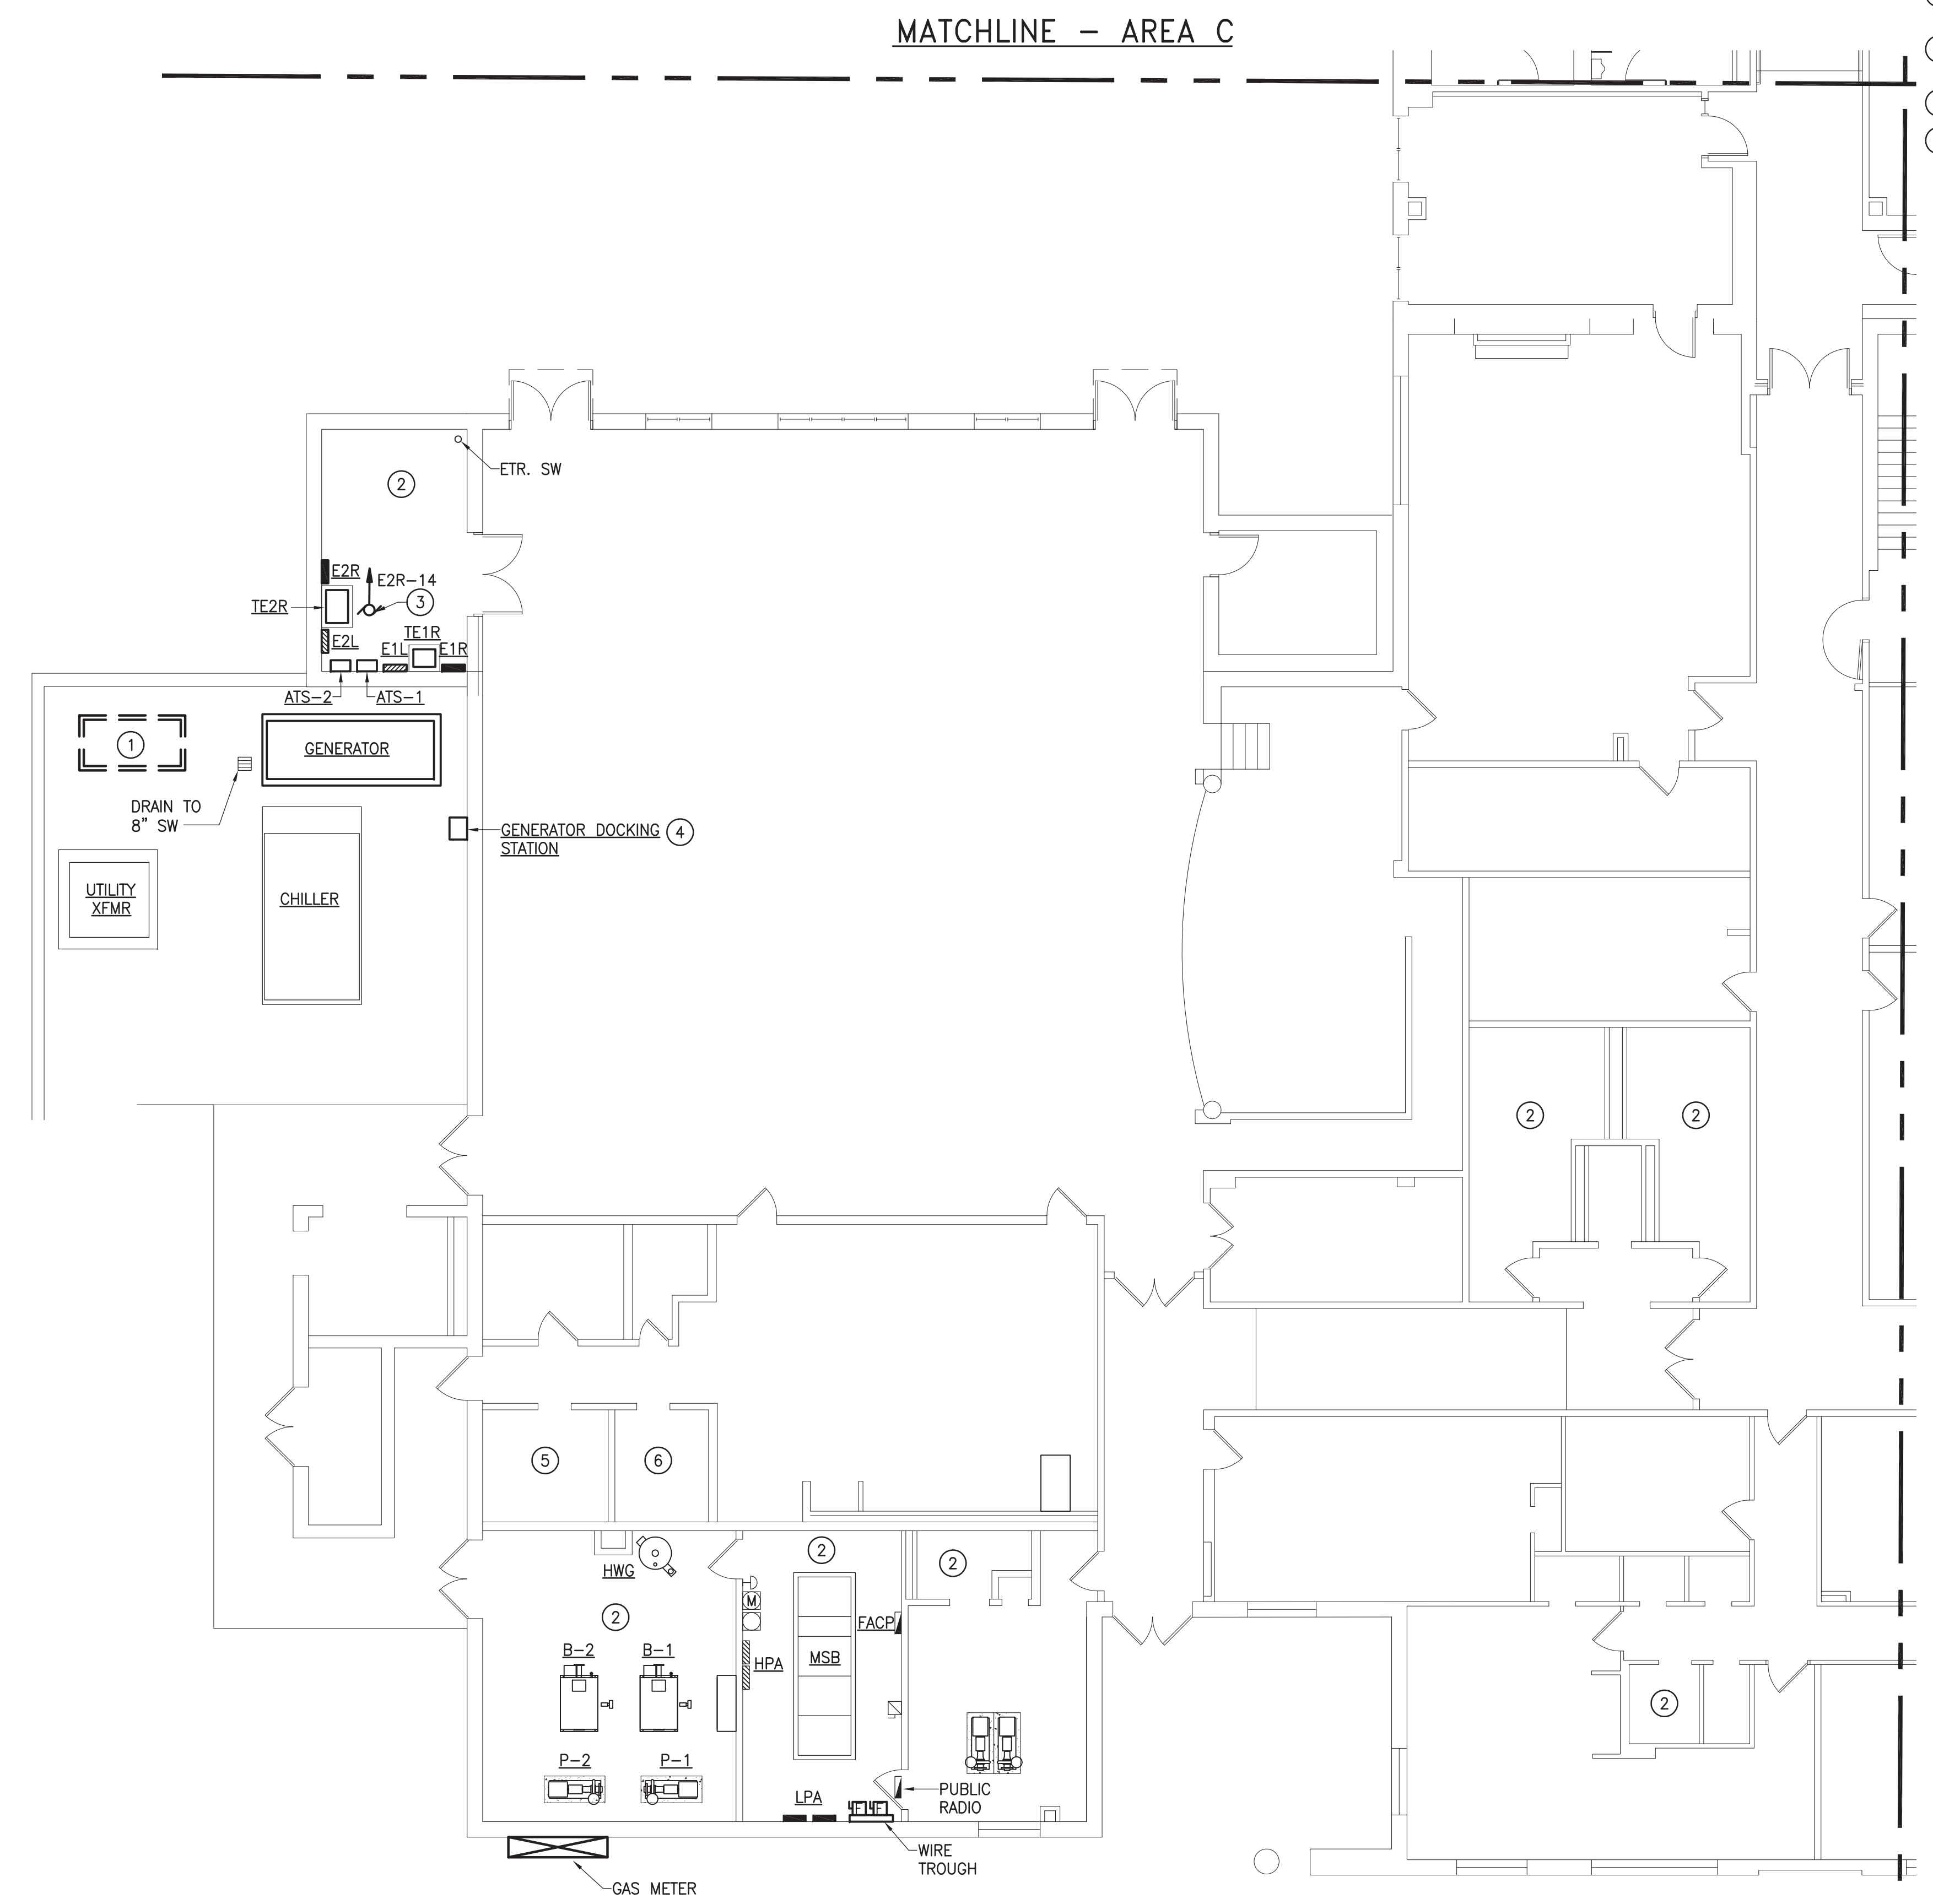 MATCHLINE - AREA C
ETR. SW
2
E2R
E2R-14
TE2R
3
TE1R
E2L
E1L
E1R
ATS-2
ATS-1
1
GENERATOR
DRAIN TO
8" SW
GENERATOR DOCKING
STATION
4
UTILITY
XFMR
CHILLER
2
2
5
6
HWG
2
2
2
M
FACP
B-2
B-1
HPA
MSB
2
P-2
P-1
LPA
PUBLIC
RADIO
WIRE
TROUGH
GAS METER